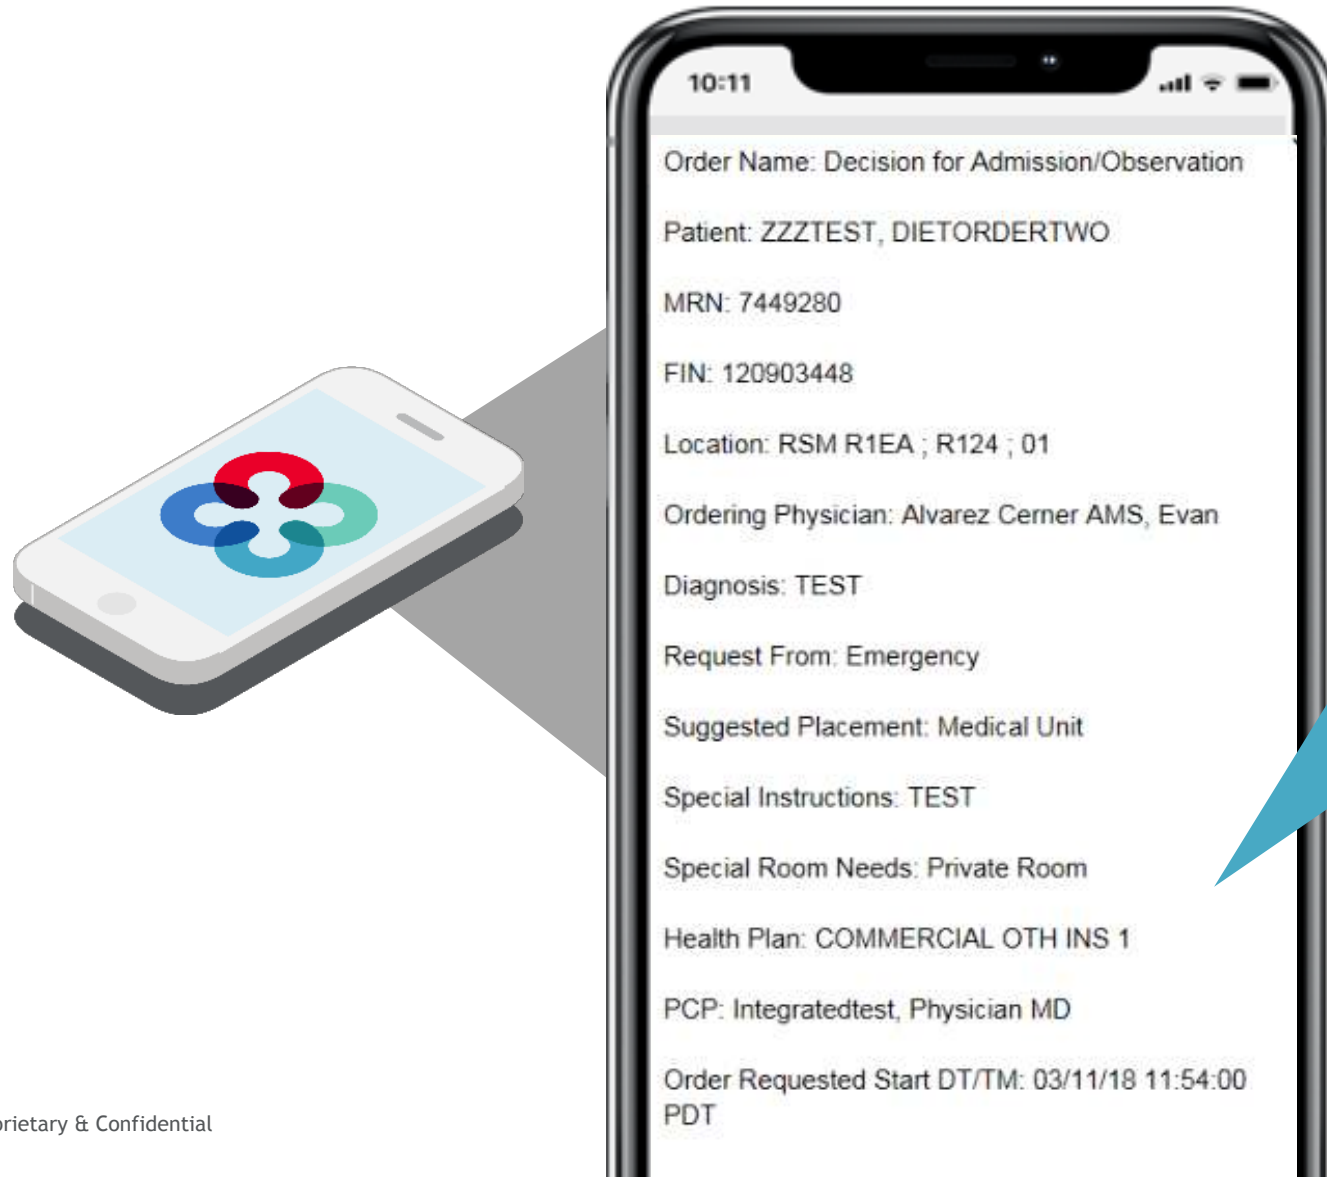 10:11
Order Name: Decision for Admission/Observation
Patient: ZZZTEST, DIETORDERTWO
MRN: 7449280
FIN: 120903448
Location: RSM R1EA ; R124 ; 01
Ordering Physician: Alvarez Cerner AMS, Evan
Diagnosis: TEST
Request From: Emergency
Suggested Placement: Medical Unit
Special Instructions: TEST
Special Room Needs: Private Room
Health Plan: COMMERCIAL OTH INS 1
PCP: Integratedtest, Physician MD
Order Requested Start DT/TM: 03/11/18 11:54:00
PDT
& Confidential